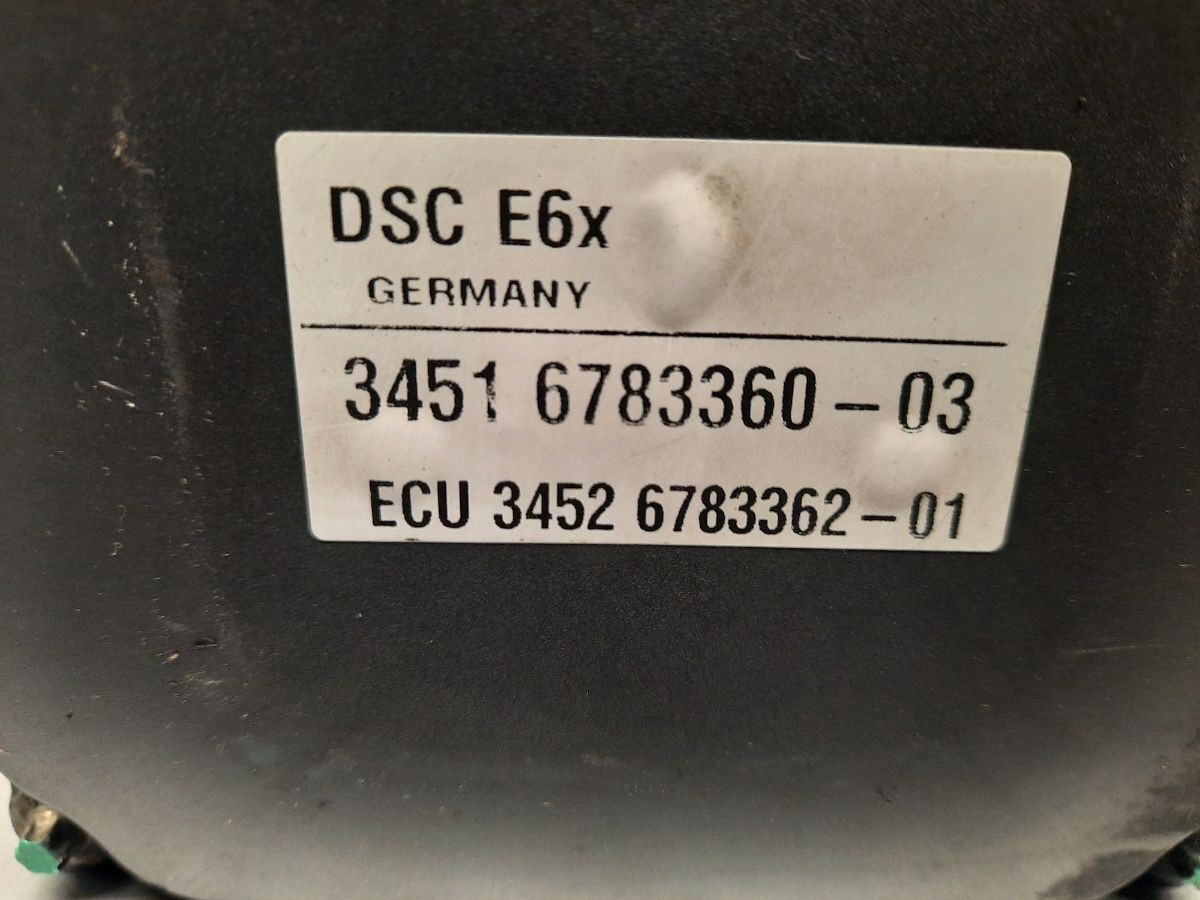 DSC E6x
GERMANY
3451 6783360-03
ECU 3452 6783362-01